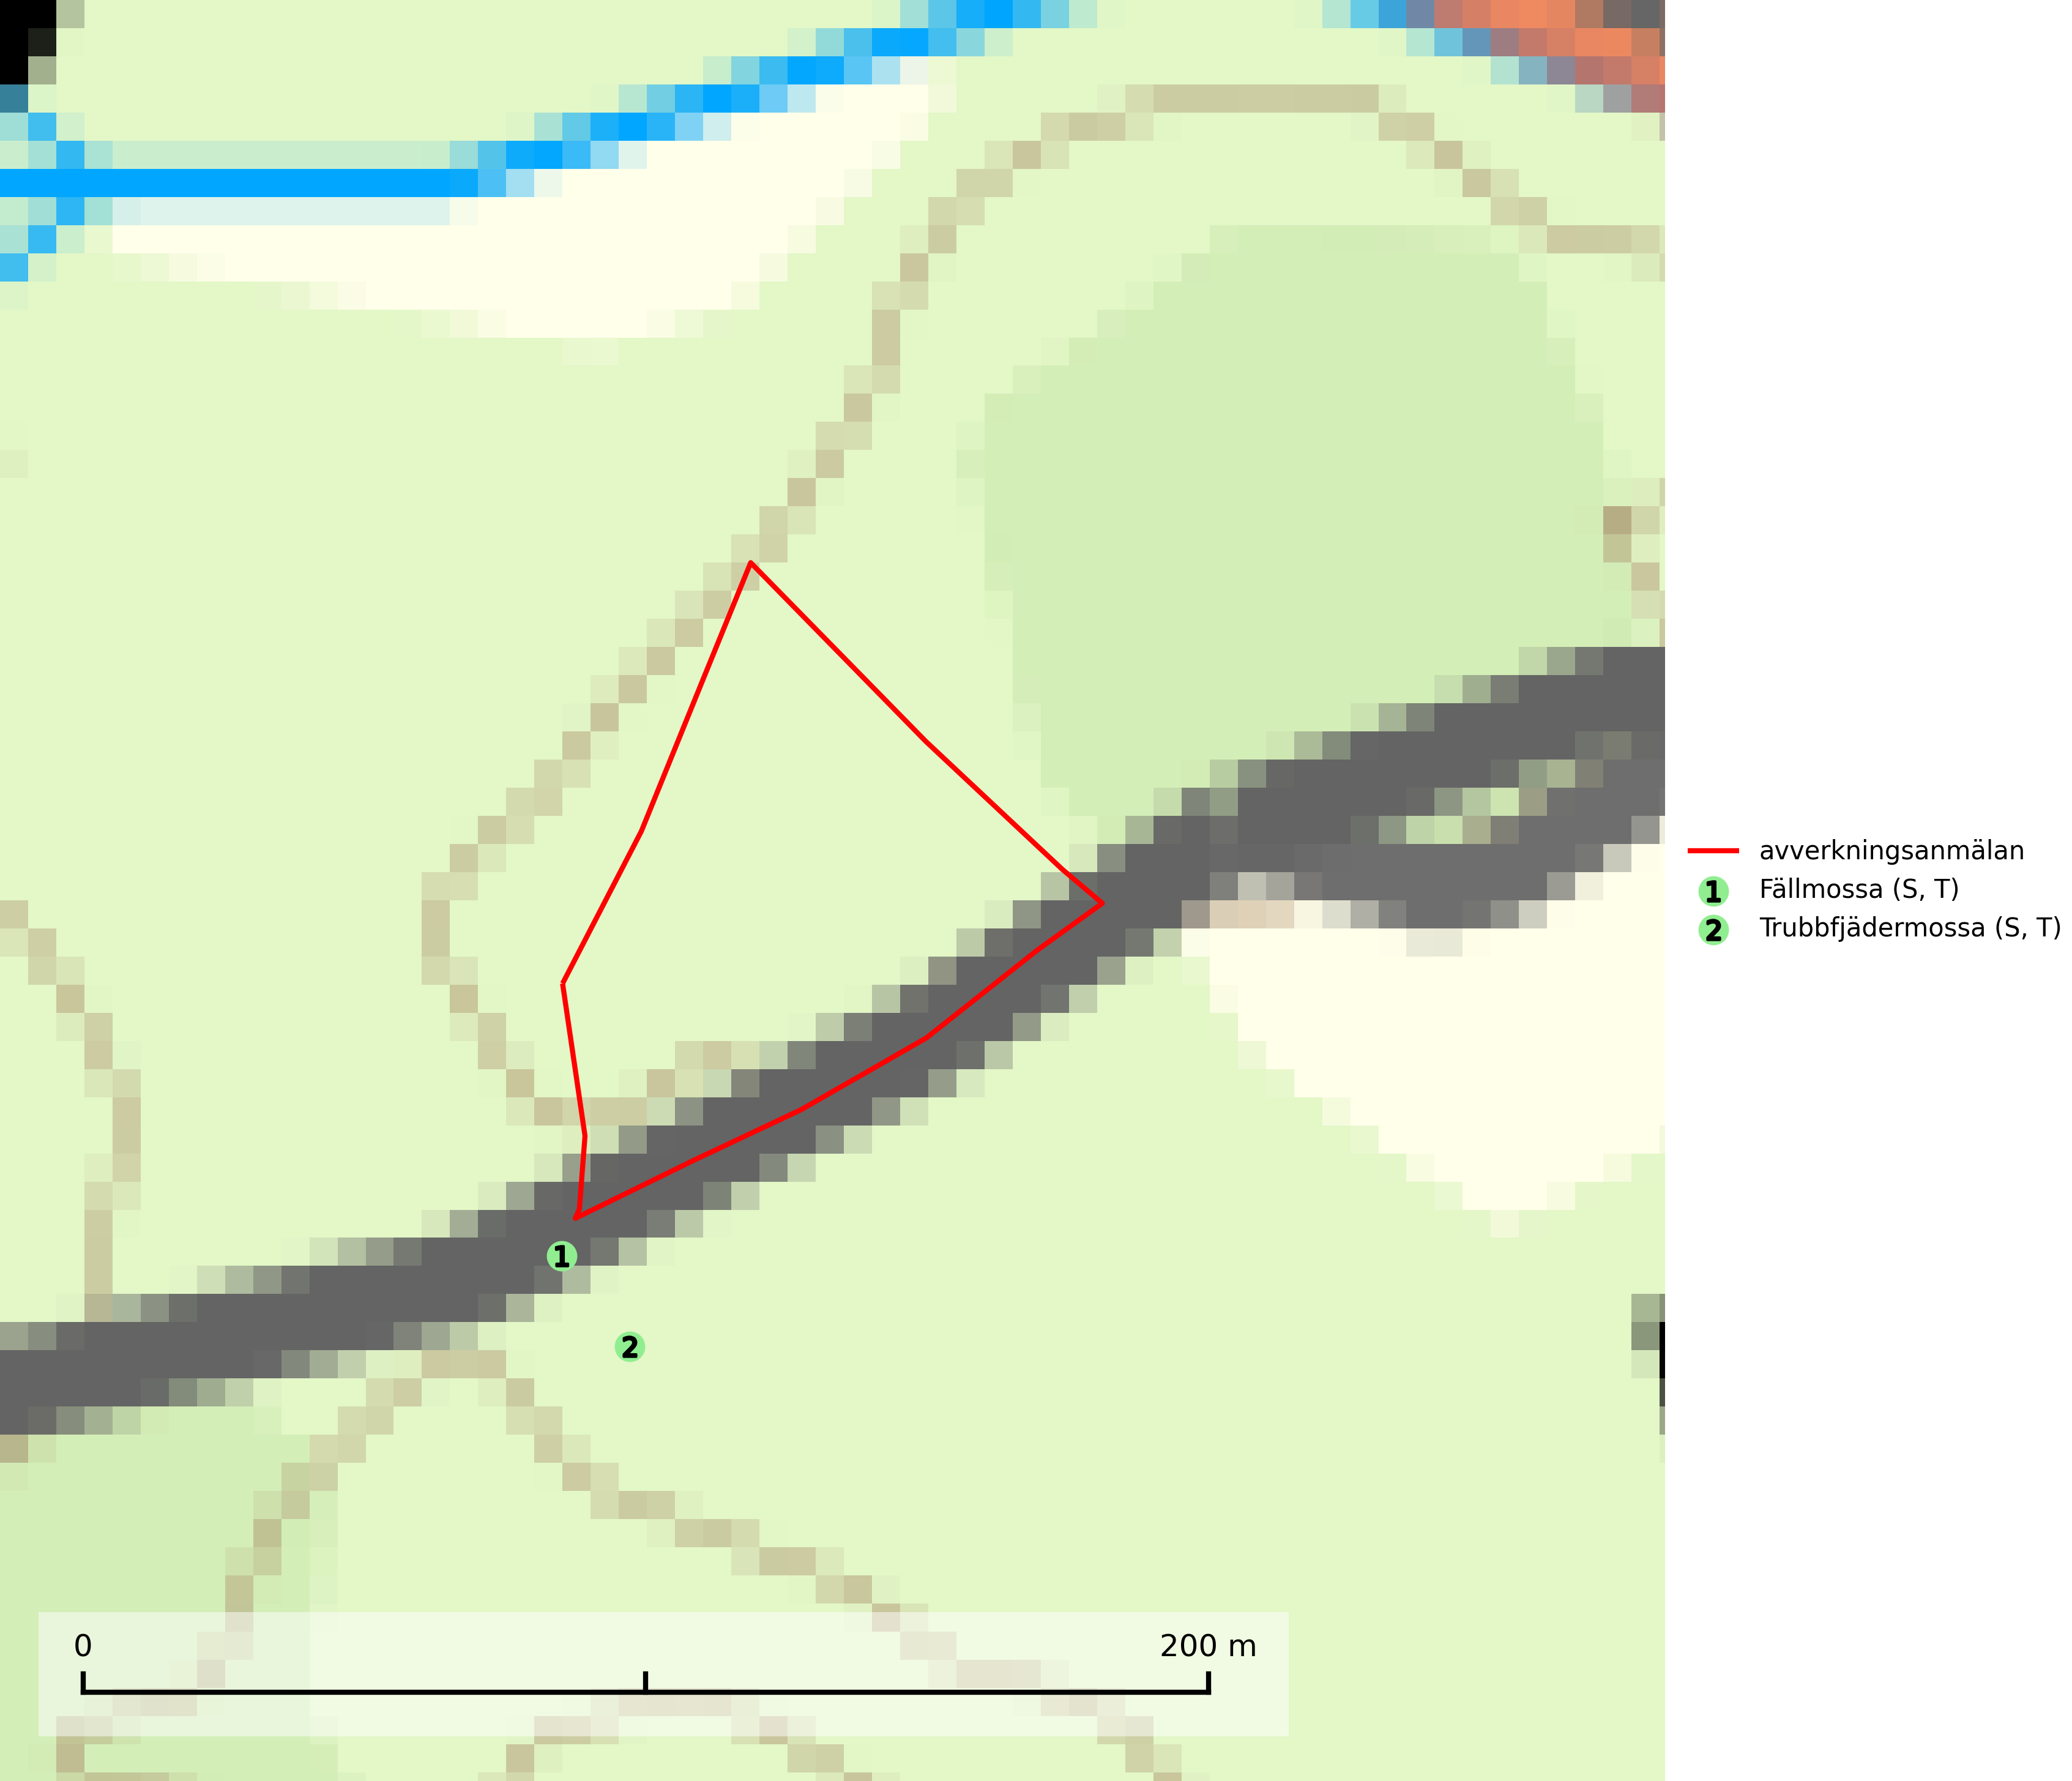 avverkningsanmälan
1 Fällmossa (S, T)
2 Trubbfjädermossa (S, T)
1
2
0 200 m